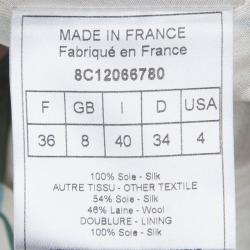 MADE IN FRANCE
Fabriqué en France
8C12066780
F GB I D USA
36 8 40 34 4
100% Soie - Silk
AUTRE TISSU - OTHER TEXTILE
54% Soie - Silk
46% Laine - Wool
DOUBLURE - LINING
100% Soie - Silk